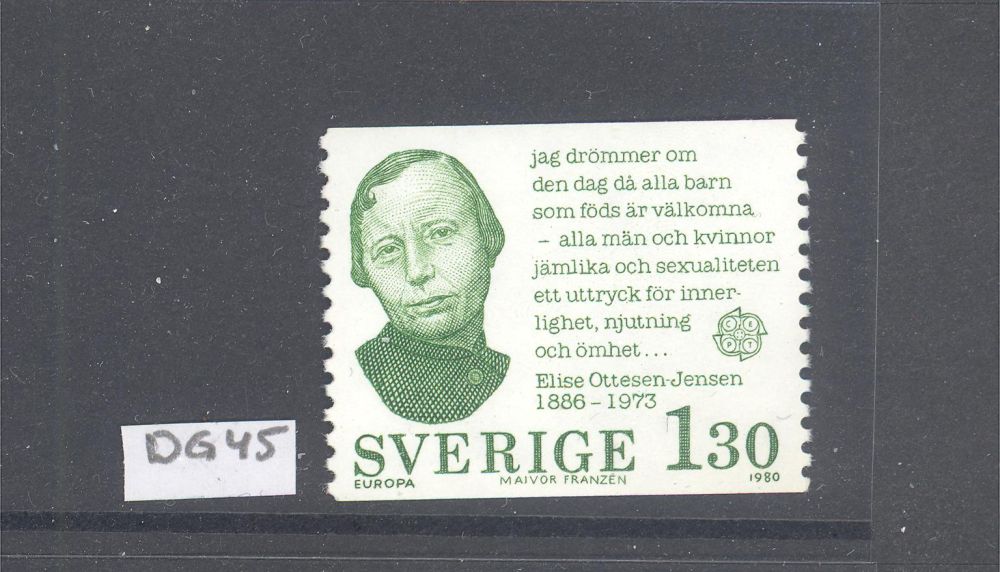 jag drömmer om
den dag då alla barn
som föds är välkomna
– alla män och kvinnor
jämlika och sexualiteten
ett uttryck för inner-
lighet, njutning
och ömhet...
CEPT
Elise Ottesen-Jensen
1886 – 1973
SVERIGE 130
EUROPA MAJVOR FRANZÉN 1980
DG45